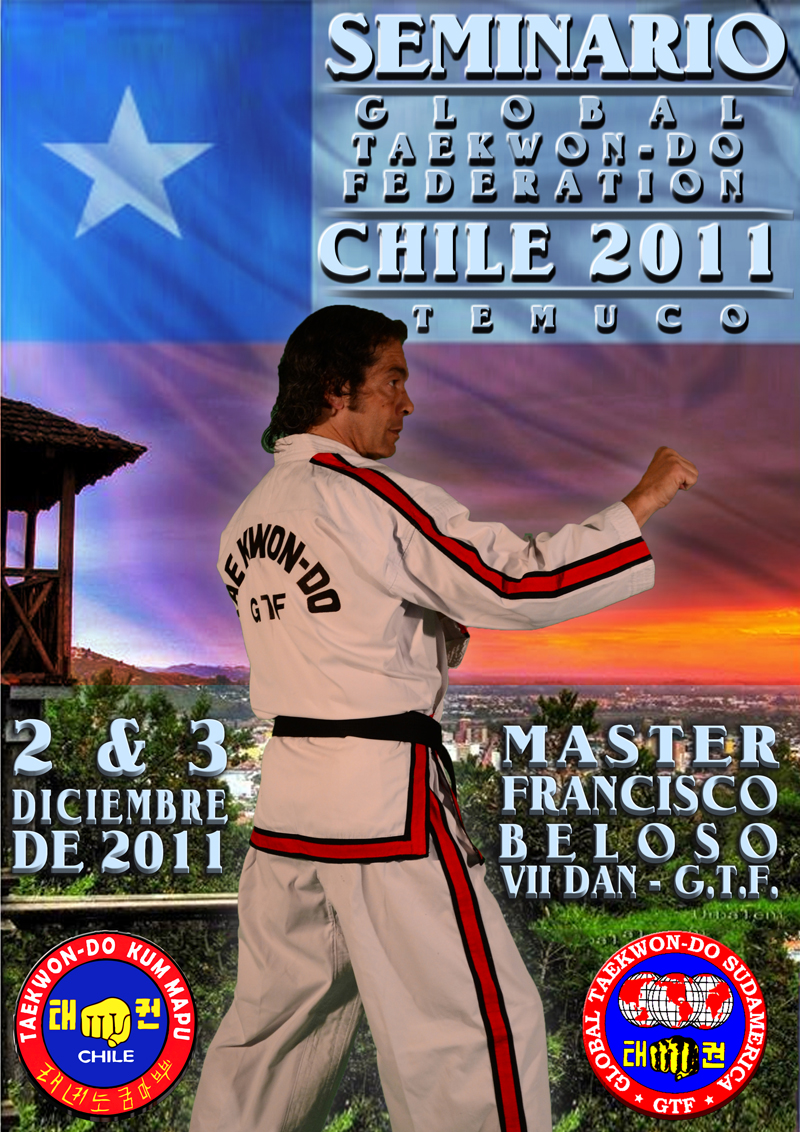 SEMINARIO
GLOBAL
TAEKWON-DO
FEDERATION
CHILE 2011
TEMUCO
TAEKWON-DO
GTF
2 & 3
DICIEMBRE
DE 2011
MASTER
FRANCISCO
BELOSO
VII DAN - G.T.F.
TAEKWON-DO KUM MAPU
태 권
CHILE
GLOBAL TAEKWON-DO SUDAMERICA
태 권
★ GTF ★